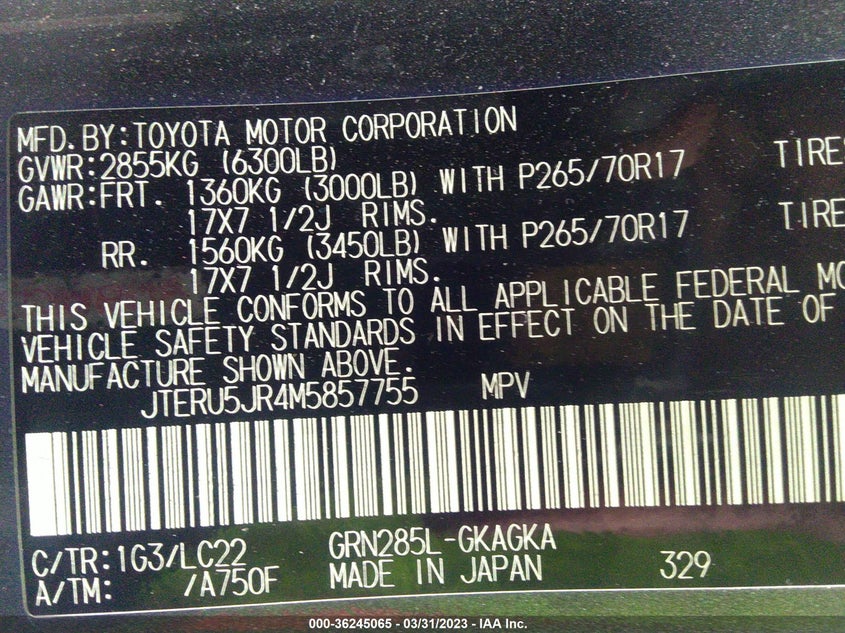 MFD.BY:TOYOTA MOTOR CORPORATION
GVWR:2855KG (6300LB)
GAWR:FRT. 1360KG (3000LB) WITH P265/70R17 TIRES
17X7 1/2J RIMS.
RR. 1560KG (3450LB) WITH P265/70R17 TIRE
17X7 1/2J RIMS.
THIS VEHICLE CONFORMS TO ALL APPLICABLE FEDERAL MO
VEHICLE SAFETY STANDARDS IN EFFECT ON THE DATE OF
MANUFACTURE SHOWN ABOVE.
JTERU5JR4M5857755 MPV
C/TR:1G3/LC22 GRN285L-GKAGKA
A/TM: /A750F MADE IN JAPAN 329
000-36245065 - 03/31/2023 - IAA Inc.